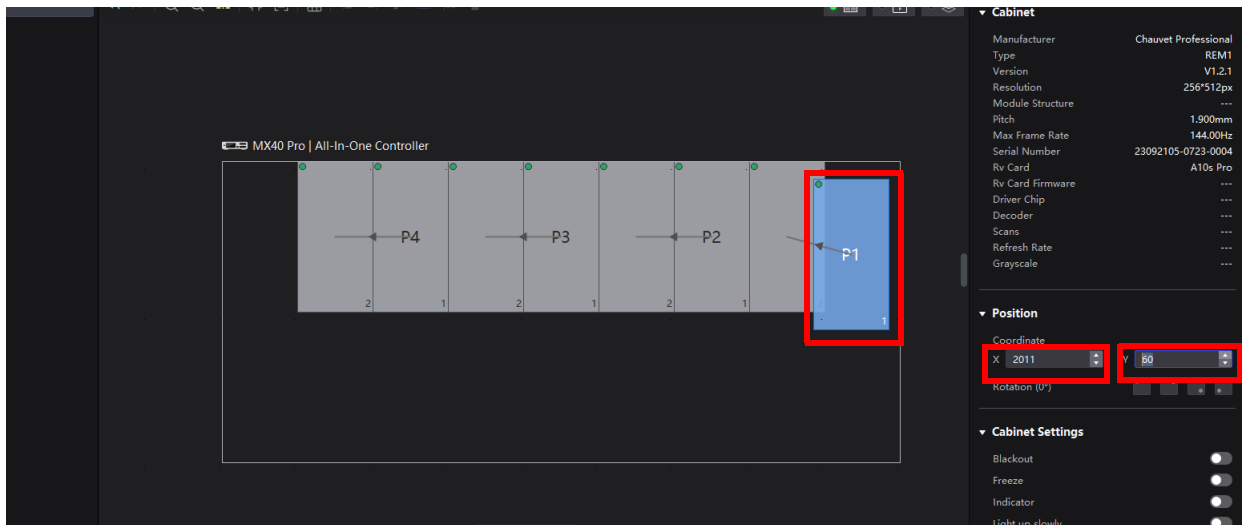 Cabinet
Manufacturer Chauvet Professional
Type REM1
Version V1.2.1
Resolution 256*512px
Module Structure ---
Pitch 1.900mm
Max Frame Rate 144.00Hz
Serial Number 23092105-0723-0004
Rv Card A10s Pro
Rv Card Firmware ---
Driver Chip ---
Decoder ---
Scans ---
Refresh Rate ---
Grayscale ---
MX40 Pro | All-In-One Controller
P4 P3 P2 P1
2 1 2 1 2 1 1
Position
Coordinate
X 2011 Y 60
Rotation (0°)
Cabinet Settings
Blackout
Freeze
Indicator
Light up slowly